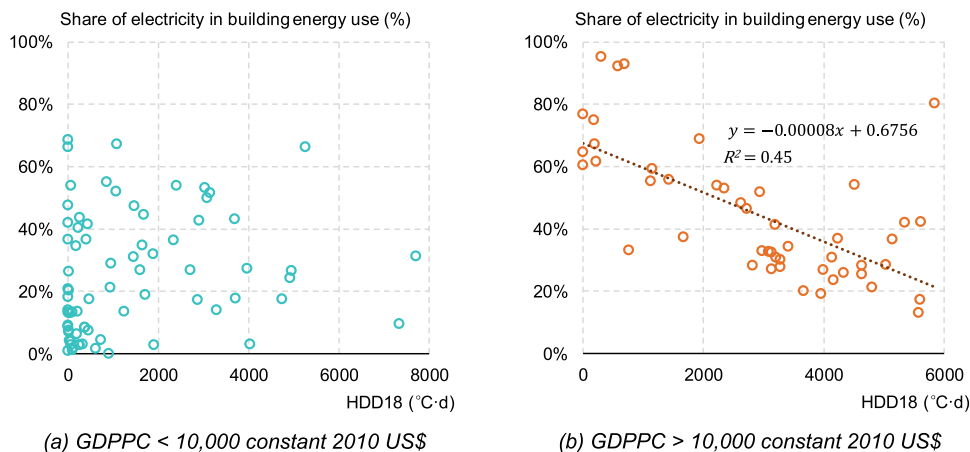 Share of electricity in building energy use (%)
100%
80%
60%
40%
20%
0%
0 2000 4000 6000 8000
HDD18 (°C·d)
(a) GDPPC < 10,000 constant 2010 US$
Share of electricity in building energy use (%)
100%
80%
60%
40%
20%
0%
y = −0.00008x + 0.6756
R² = 0.45
0 2000 4000 6000
HDD18 (°C·d)
(b) GDPPC > 10,000 constant 2010 US$